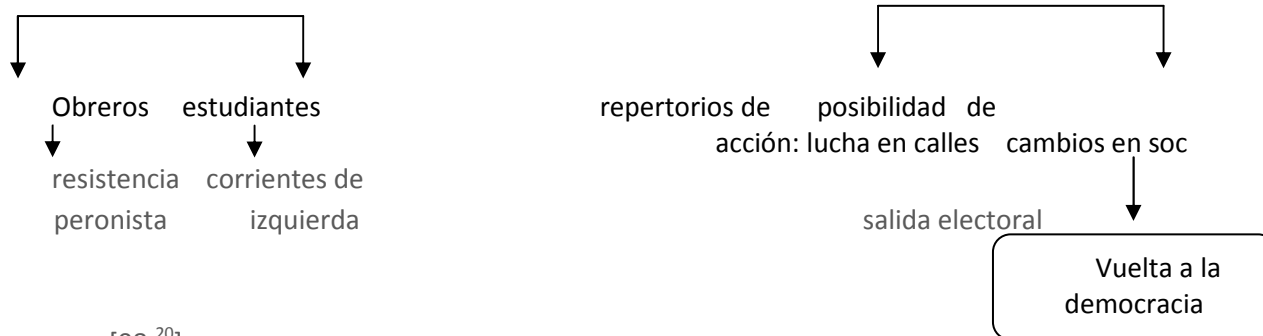 Obreros estudiantes
resistencia corrientes de
peronista izquierda
repertorios de posibilidad de
acción: lucha en calles cambios en soc
salida electoral
Vuelta a la
democracia